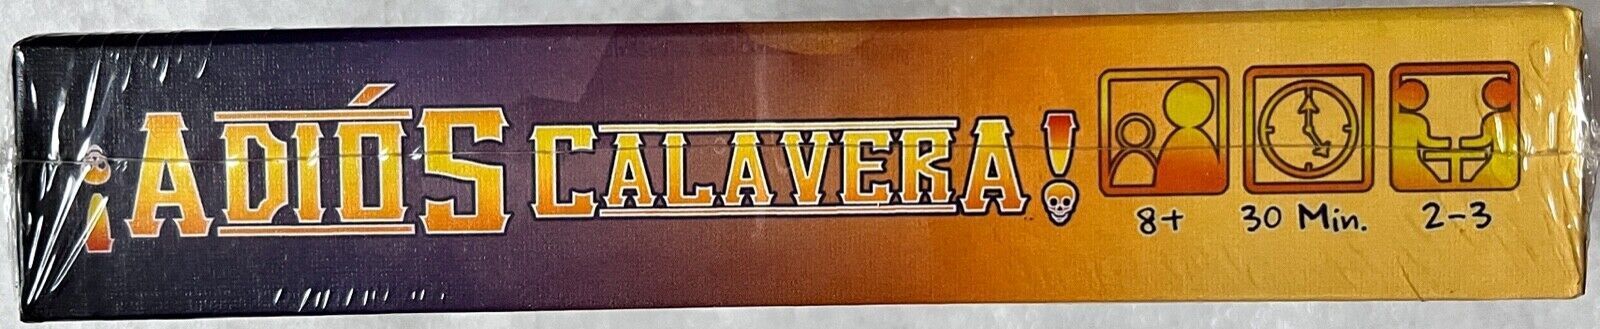 ¡ADIÓS CALAVERA!
8+ 30 Min. 2-3